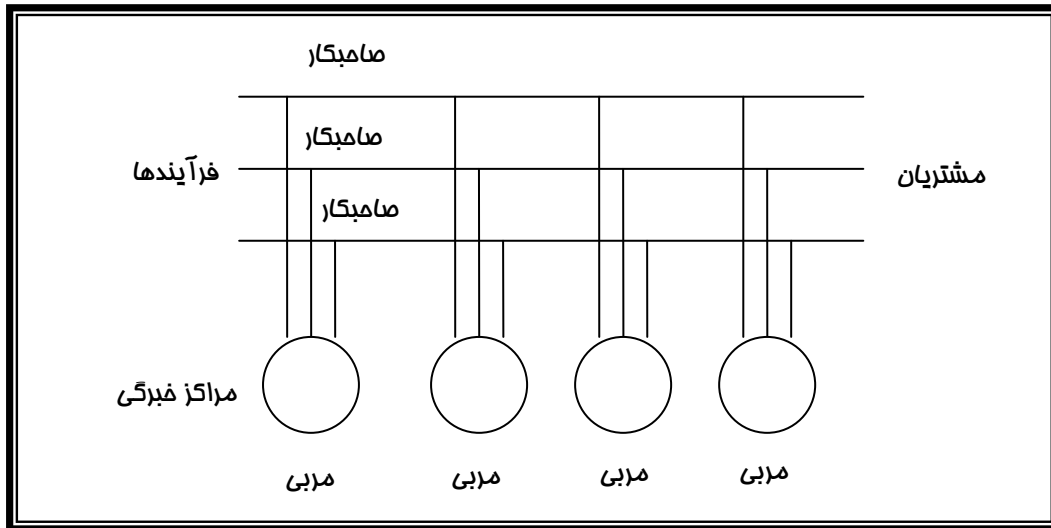 صاحبکار
صاحبکار
فرآیندها
مشتریان
صاحبکار
مراکز خبرگی
مربی
مربی
مربی
مربی